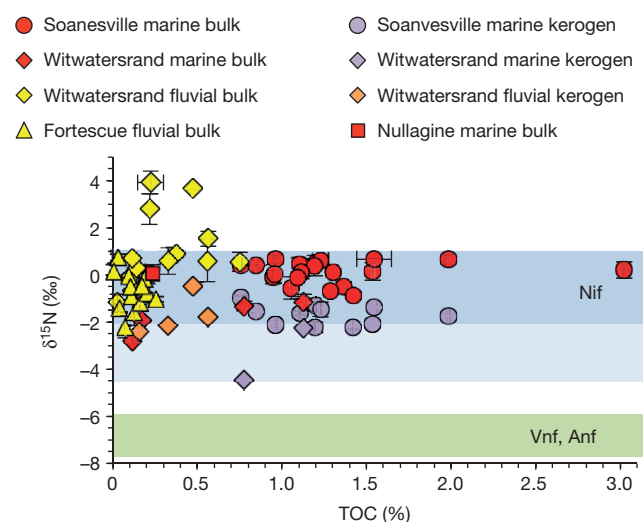 Soanesville marine bulk
Soanvesville marine kerogen
Witwatersrand marine bulk
Witwatersrand marine kerogen
Witwatersrand fluvial bulk
Witwatersrand fluvial kerogen
Fortescue fluvial bulk
Nullagine marine bulk
4
2
0
−2
−4
−6
−8
δ15N (‰)
Nif
Vnf, Anf
0 0.5 1.0 1.5 2.0 2.5 3.0
TOC (%)